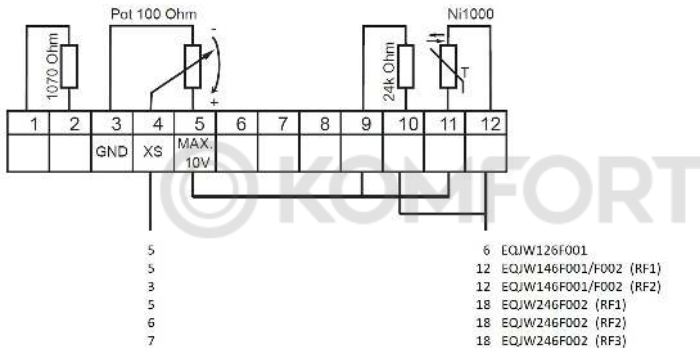 Pot 100 Ohm
Ni1000
1070 Ohm
-
+
24k Ohm
T
1 2 3 4 5 6 7 8 9 10 11 12
GND XS MAX. 10V
© KOMFORT
5 6 EQJW126F001
5 12 EQJW146F001/F002 (RF1)
3 12 EQJW146F001/F002 (RF2)
5 18 EQJW246F002 (RF1)
6 18 EQJW246F002 (RF2)
7 18 EQJW246F002 (RF3)